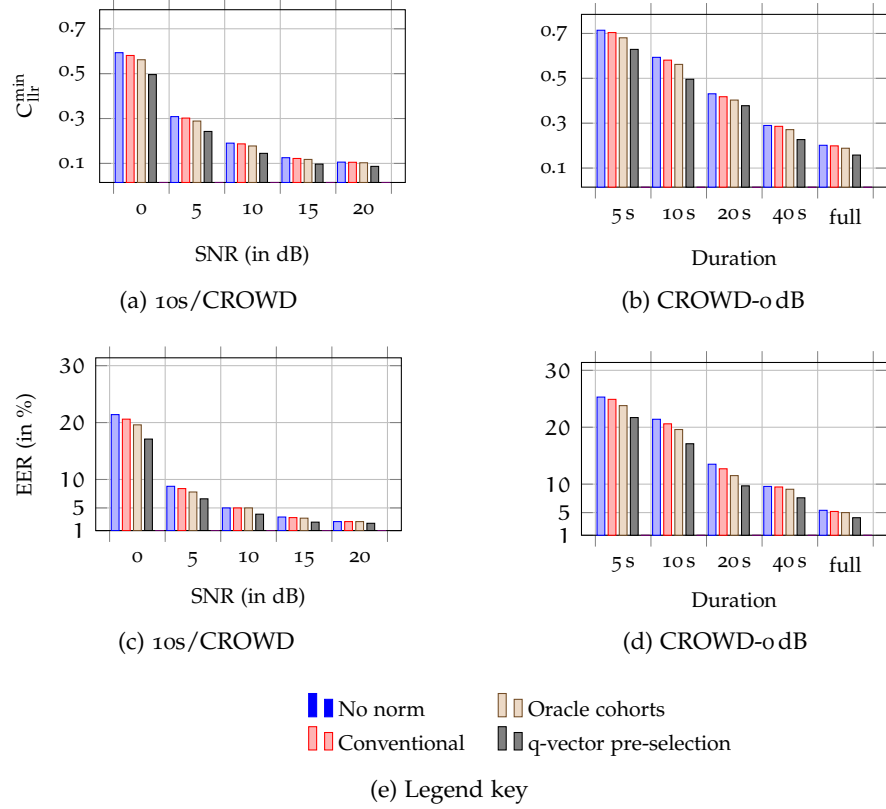 0.7
0.5
0.3
0.1
C_llr^min
0 5 10 15 20
SNR (in dB)
(a) 10s/CROWD
0.7
0.5
0.3
0.1
5 s 10 s 20 s 40 s full
Duration
(b) CROWD-0 dB
30
20
10
5
1
EER (in %)
0 5 10 15 20
SNR (in dB)
(c) 10s/CROWD
30
20
10
5
1
5 s 10 s 20 s 40 s full
Duration
(d) CROWD-0 dB
No norm Oracle cohorts
Conventional q-vector pre-selection
(e) Legend key